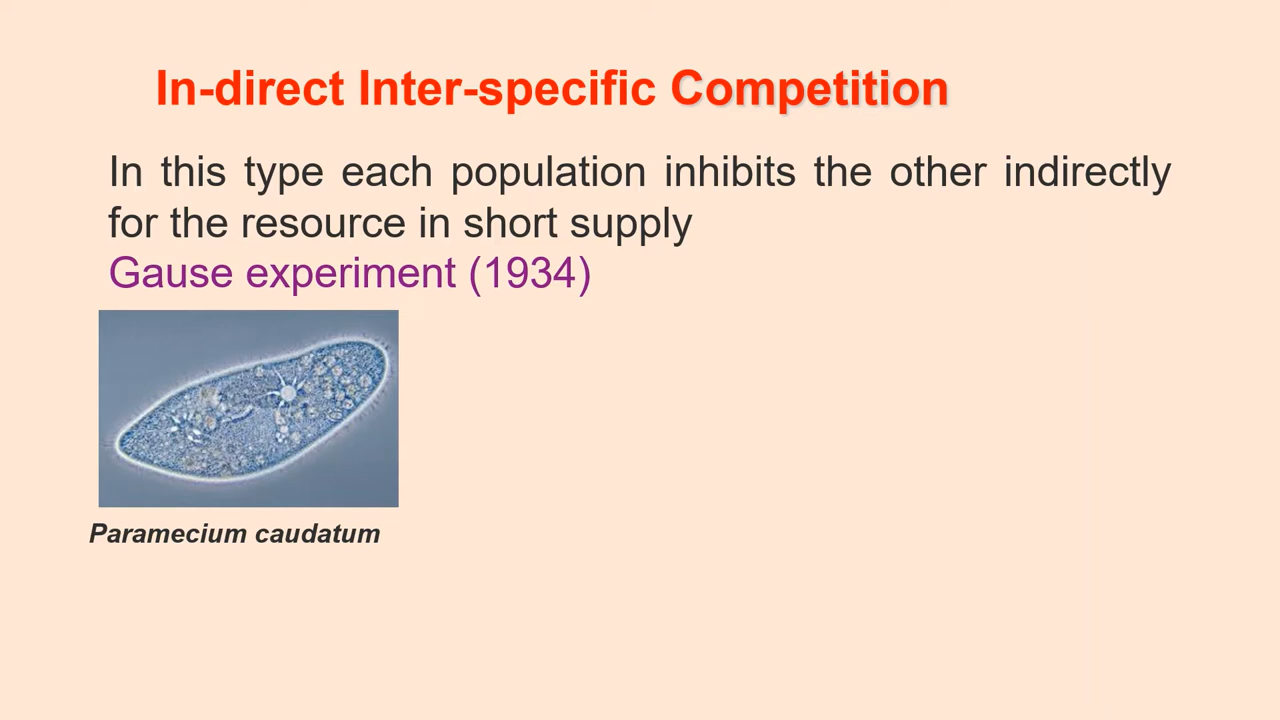 In-direct Inter-specific Competition
In this type each population inhibits the other indirectly
for the resource in short supply
Gause experiment (1934)
Paramecium caudatum